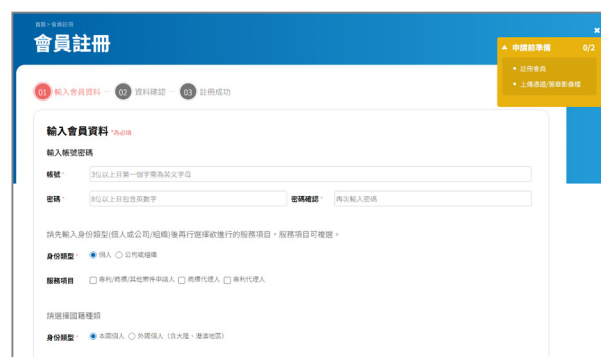 首頁>會員註冊
會員註冊
申請前準備 0/2
註冊會員
上傳憑證/簽章影像檔
01 輸入會員資料 02 資料確認 03 註冊成功
輸入會員資料 *為必填
輸入帳號密碼
帳號* 3位以上且第一個字需為英文字母
密碼* 8位以上且包含英數字 密碼確認* 再次輸入密碼
請先輸入身份類型(個人或公司/組織)後再行選擇欲進行的服務項目，服務項目可複選。
身份類型* 個人 公司或組織
服務項目 專利/商標/其他案件申請人 商標代理人 專利代理人
請選擇國籍種類
身份類型* 本國個人 外國個人（含大陸、港澳地區）